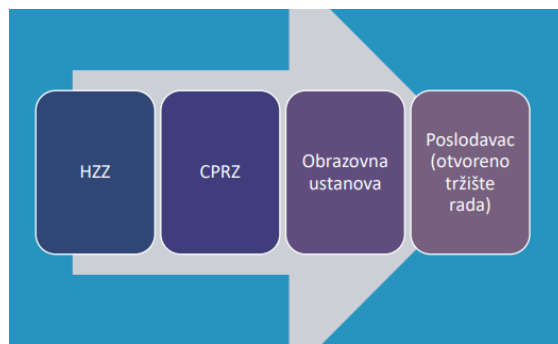 HZZ
CPRZ
Obrazovna
ustanova
Poslodavac
(otvoreno
tržište
rada)